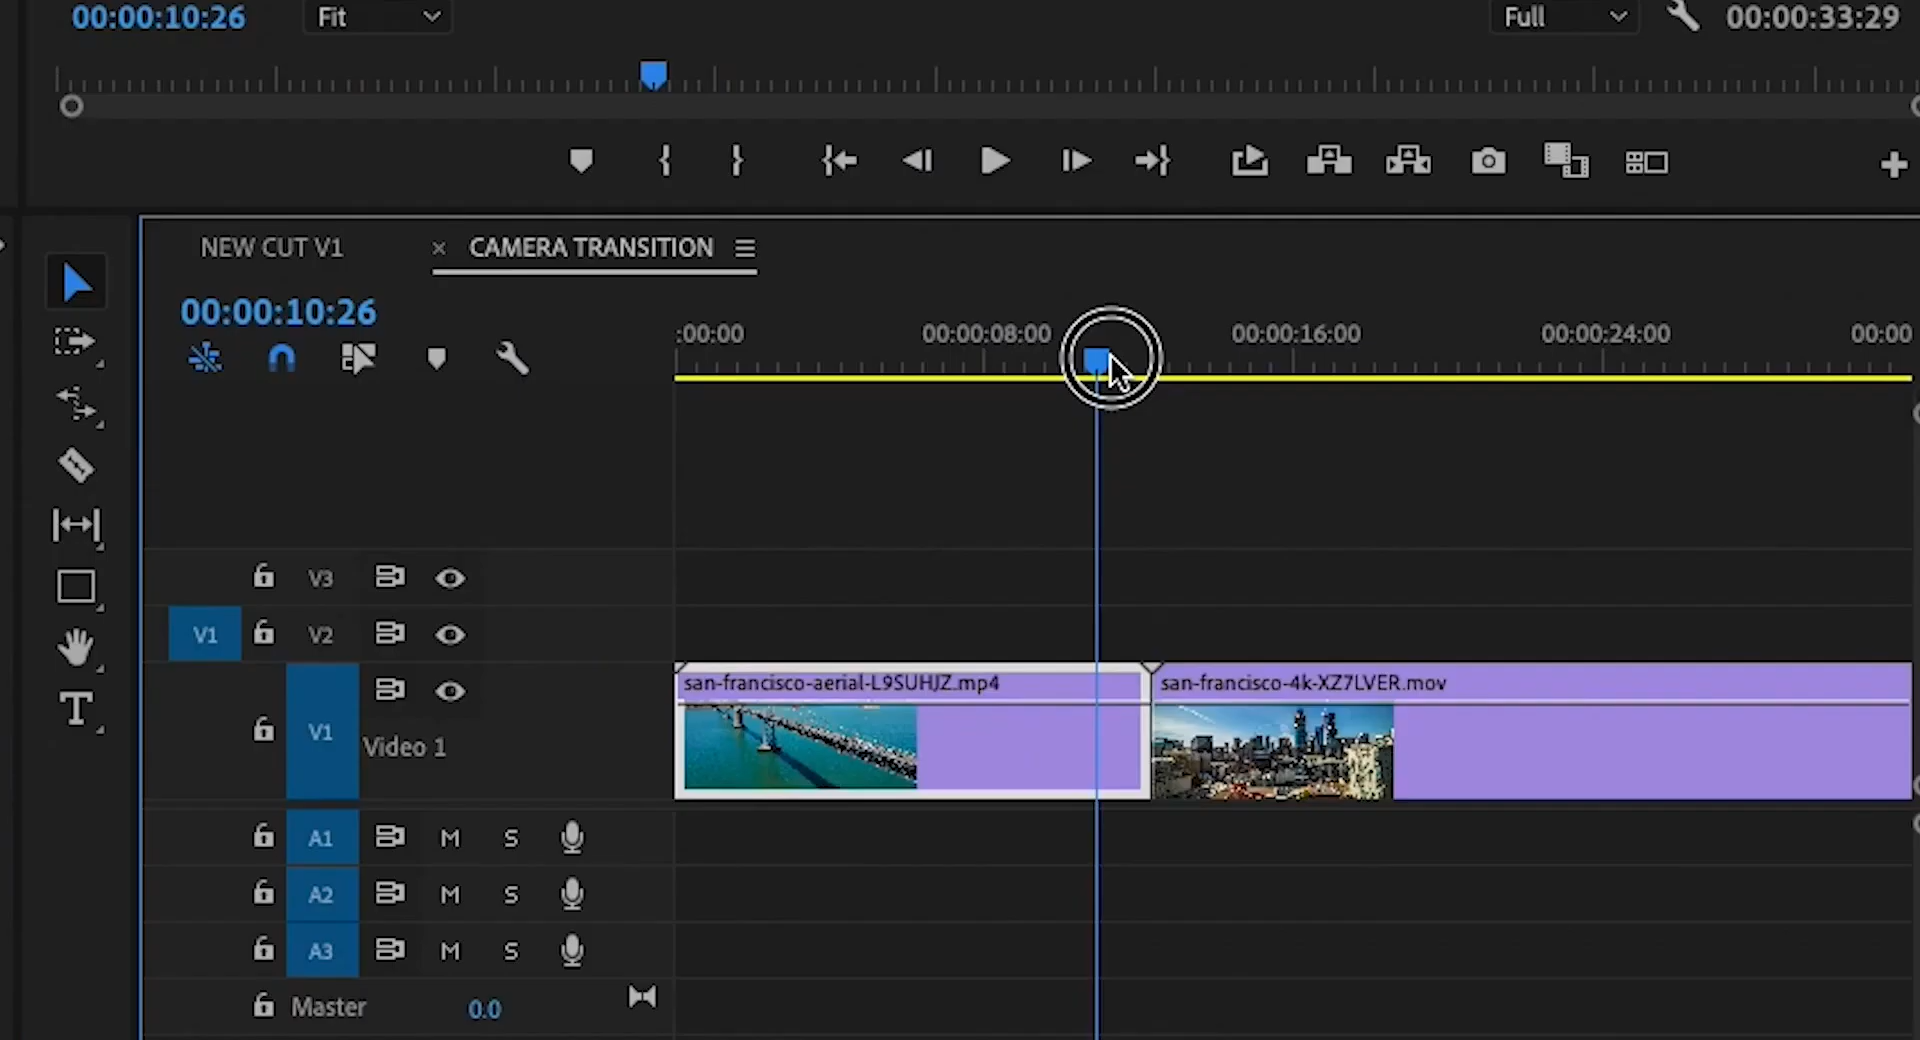 00:00:10:26 Fit Full 00:00:33:29
NEW CUT V1 × CAMERA TRANSITION
00:00:10:26
:00:00 00:00:08:00 00:00:16:00 00:00:24:00 00:00
V3
V1 V2
san-francisco-aerial-L9SUHJZ.mp4 san-francisco-4k-XZ7LVER.mov
V1
Video 1
T
A1 M S
A2 M S
A3 M S
Master 0.0